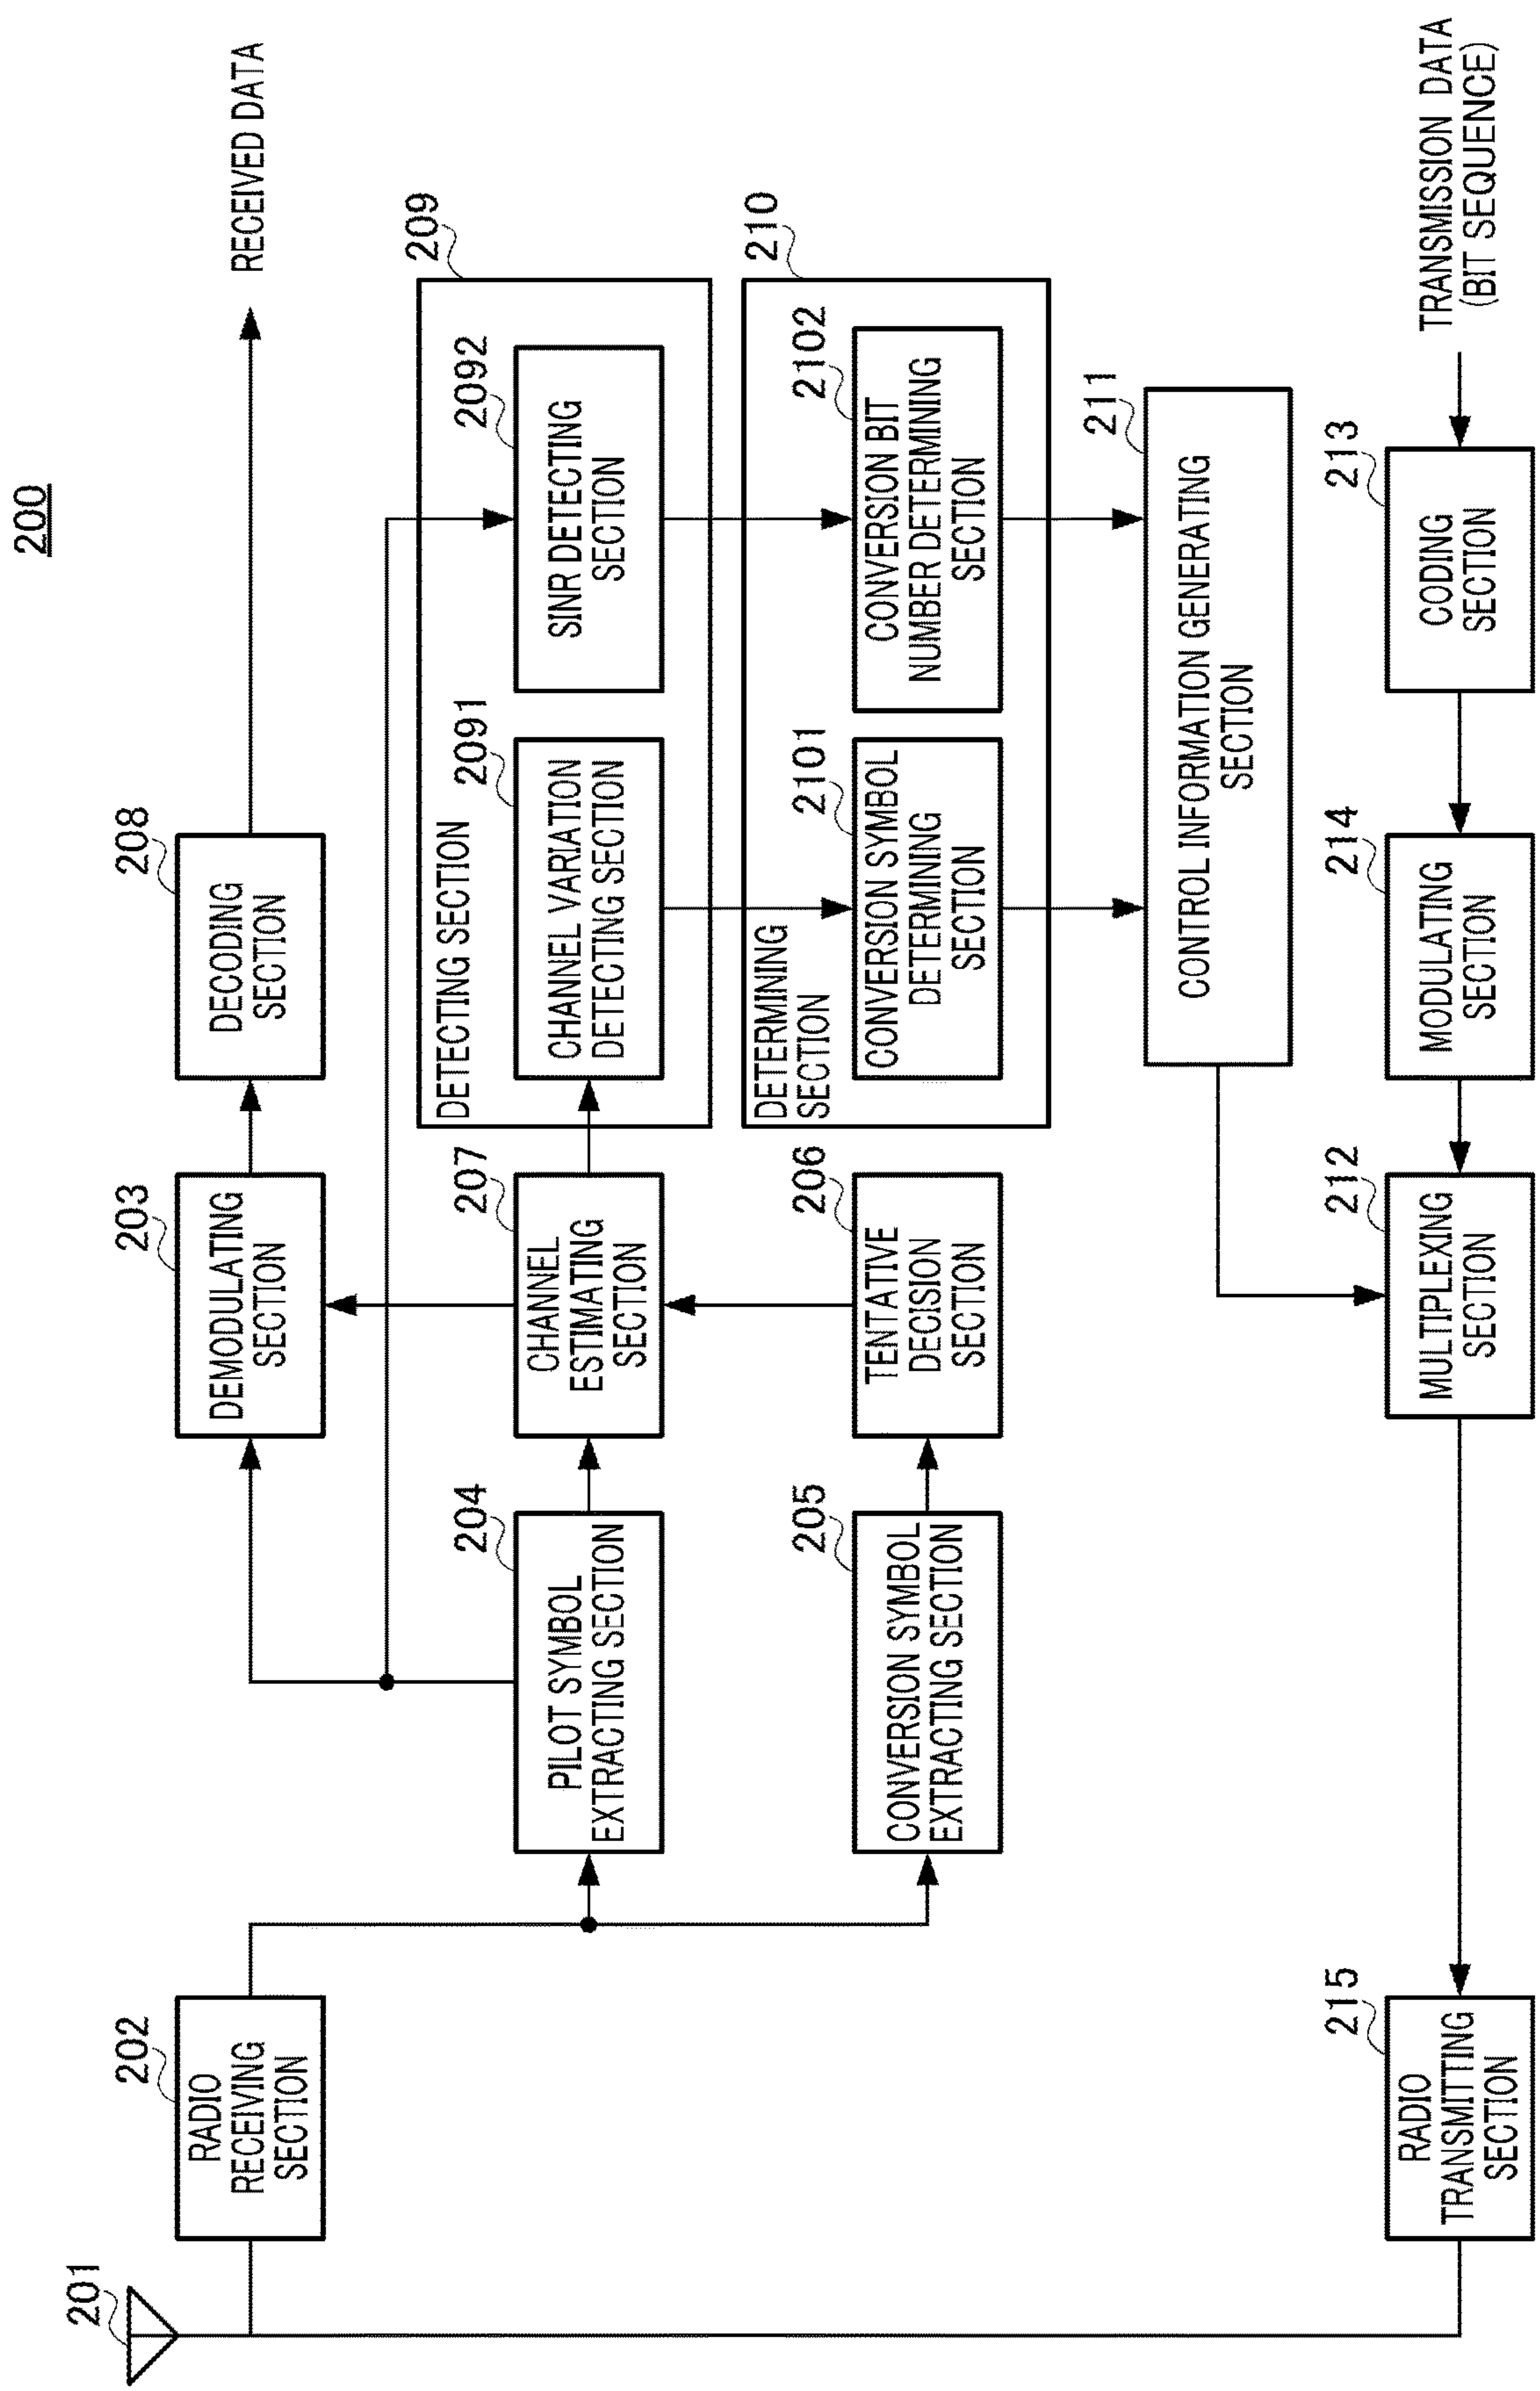 200
201
202
RADIO
RECEIVING
SECTION
203
DEMODULATING
SECTION
208
DECODING
SECTION
RECEIVED DATA
204
PILOT SYMBOL
EXTRACTING SECTION
207
CHANNEL
ESTIMATING
SECTION
209
DETECTING SECTION
2091
CHANNEL VARIATION
DETECTING SECTION
2092
SINR DETECTING
SECTION
205
CONVERSION SYMBOL
EXTRACTING SECTION
206
TENTATIVE
DECISION
SECTION
210
DETERMINING
SECTION
2101
CONVERSION SYMBOL
DETERMINING
SECTION
2102
CONVERSION BIT
NUMBER DETERMINING
SECTION
211
CONTROL INFORMATION GENERATING
SECTION
215
RADIO
TRANSMITTING
SECTION
212
MULTIPLEXING
SECTION
214
MODULATING
SECTION
213
CODING
SECTION
TRANSMISSION DATA
(BIT SEQUENCE)